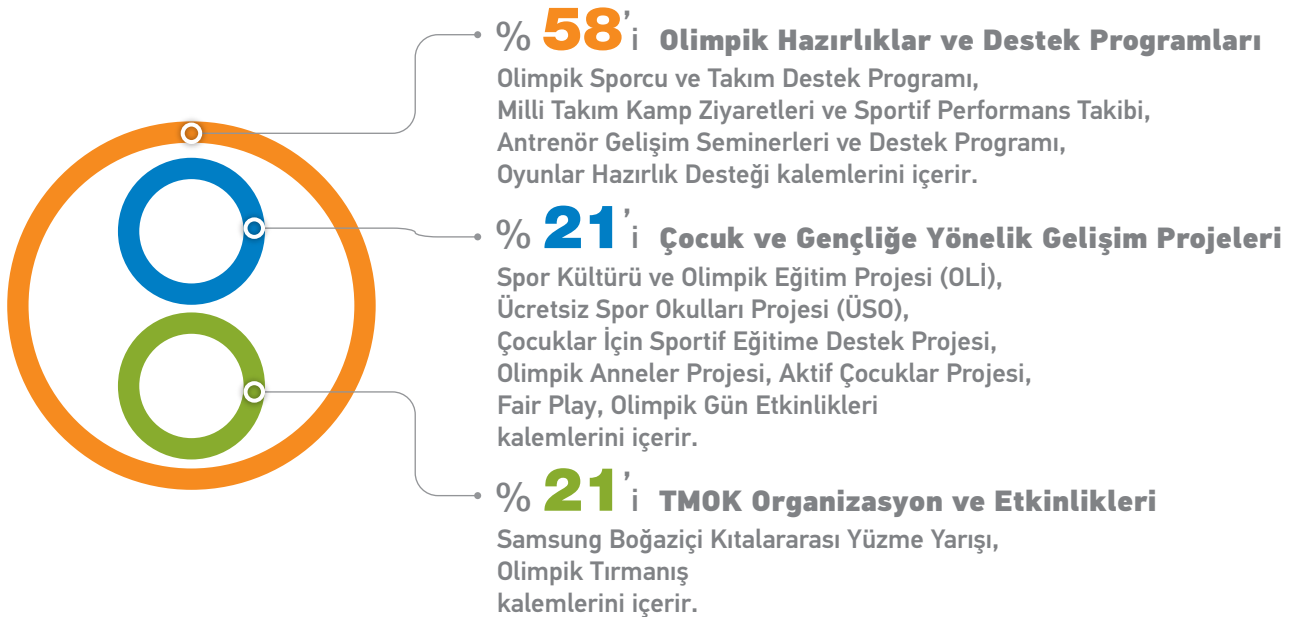 % 58'i Olimpik Hazırlıklar ve Destek Programları
Olimpik Sporcu ve Takım Destek Programı,
Milli Takım Kamp Ziyaretleri ve Sportif Performans Takibi,
Antrenör Gelişim Seminerleri ve Destek Programı,
Oyunlar Hazırlık Desteği kalemlerini içerir.
% 21'i Çocuk ve Gençliğe Yönelik Gelişim Projeleri
Spor Kültürü ve Olimpik Eğitim Projesi (OLİ),
Ücretsiz Spor Okulları Projesi (ÜSO),
Çocuklar İçin Sportif Eğitime Destek Projesi,
Olimpik Anneler Projesi, Aktif Çocuklar Projesi,
Fair Play, Olimpik Gün Etkinlikleri
kalemlerini içerir.
% 21'i TMOK Organizasyon ve Etkinlikleri
Samsung Boğaziçi Kıtalararası Yüzme Yarışı,
Olimpik Tırmanış
kalemlerini içerir.